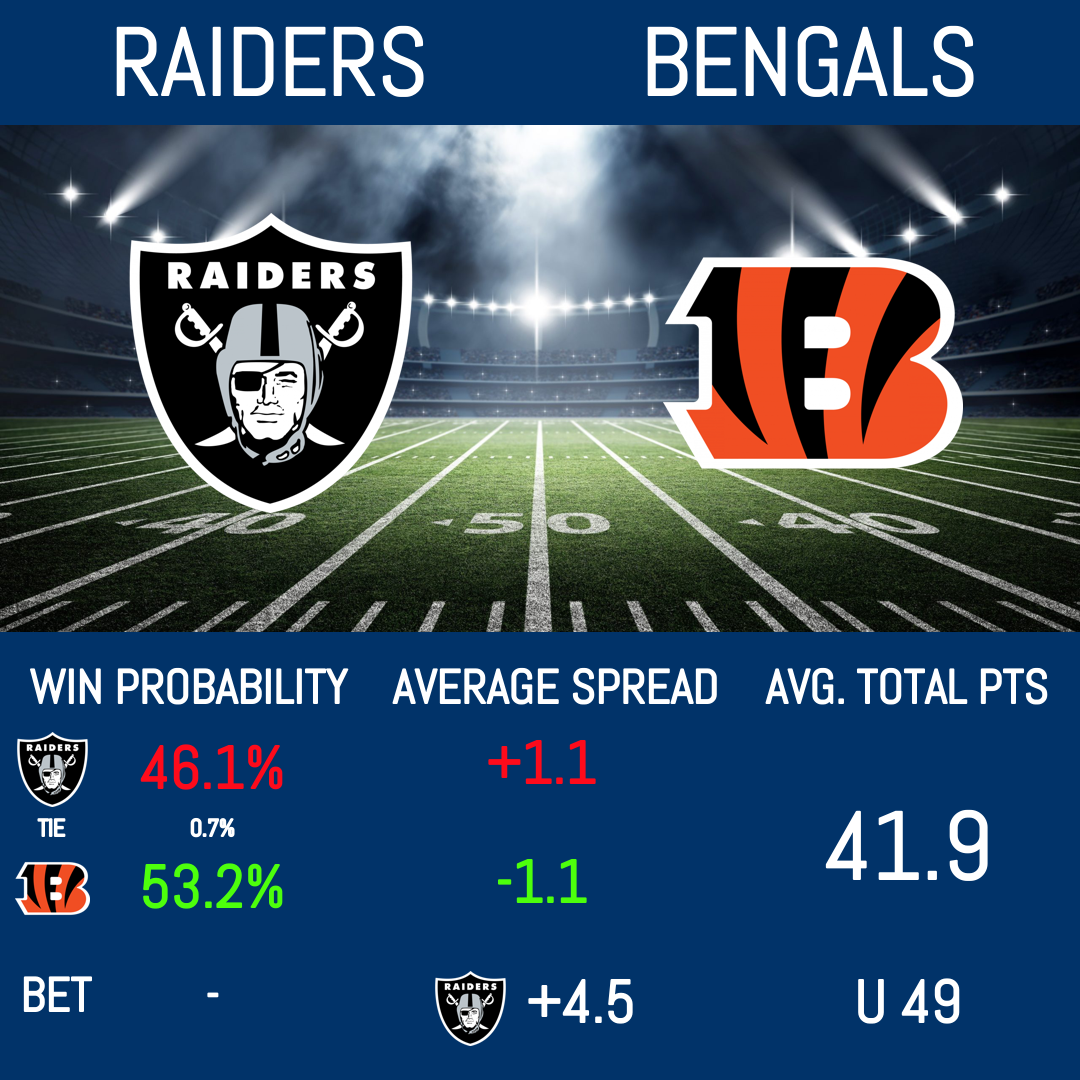 RAIDERS BENGALS
RAIDERS
40 50 40
WIN PROBABILITY AVERAGE SPREAD AVG. TOTAL PTS
RAIDERS 46.1% +1.1
TIE 0.7%
41.9
B 53.2% -1.1
BET - RAIDERS +4.5 U 49